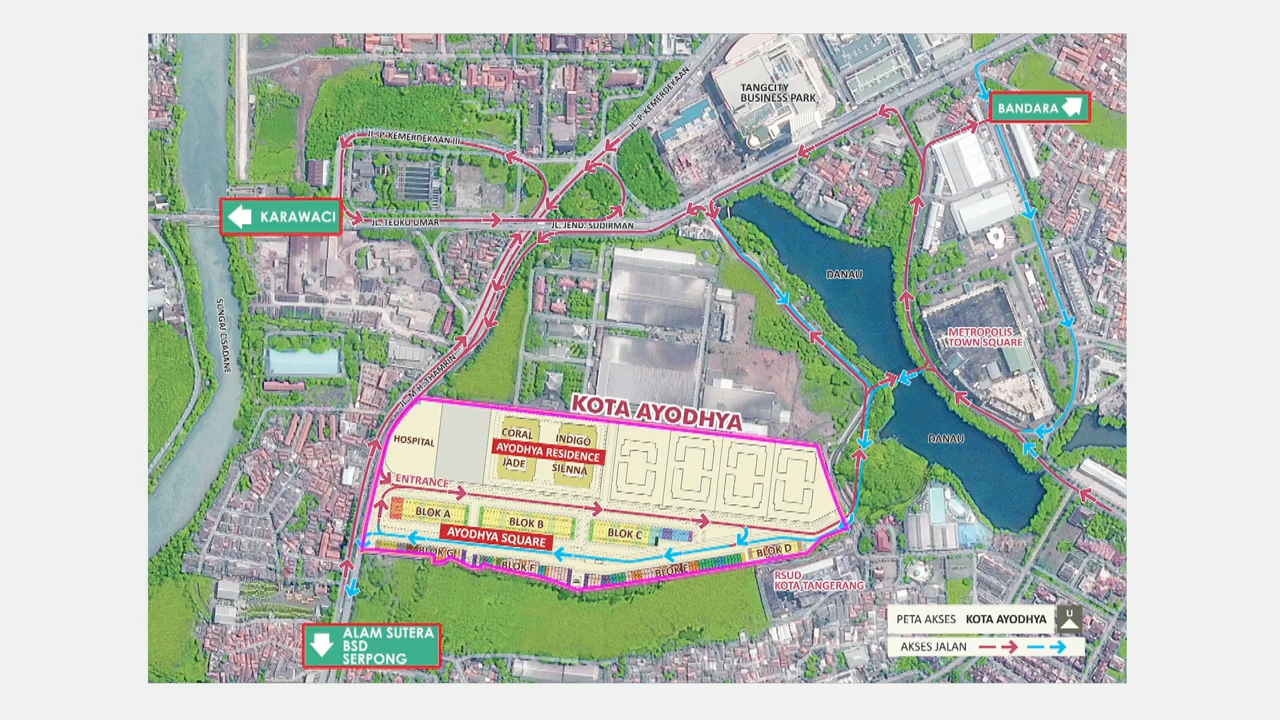 JL. P. KEMERDEKAAN
TANGCITY
BUSINESS PARK
BANDARA
JL. P. KEMERDEKAAN III
KARAWACI
JL. TEUKU UMAR
JL. JEND. SUDIRMAN
DANAU
SUNGAI CISADANE
METROPOLIS
TOWN SQUARE
JL. M.H. THAMRIN
KOTA AYODHYA
HOSPITAL
CORAL
INDIGO
AYODHYA RESIDENCE
JADE
SIENNA
DANAU
ENTRANCE
BLOK A
BLOK B
BLOK C
AYODHYA SQUARE
BLOK G
BLOK F
BLOK E
BLOK D
RSUD
KOTA TANGERANG
ALAM SUTERA
BSD
SERPONG
PETA AKSES KOTA AYODHYA
U
AKSES JALAN